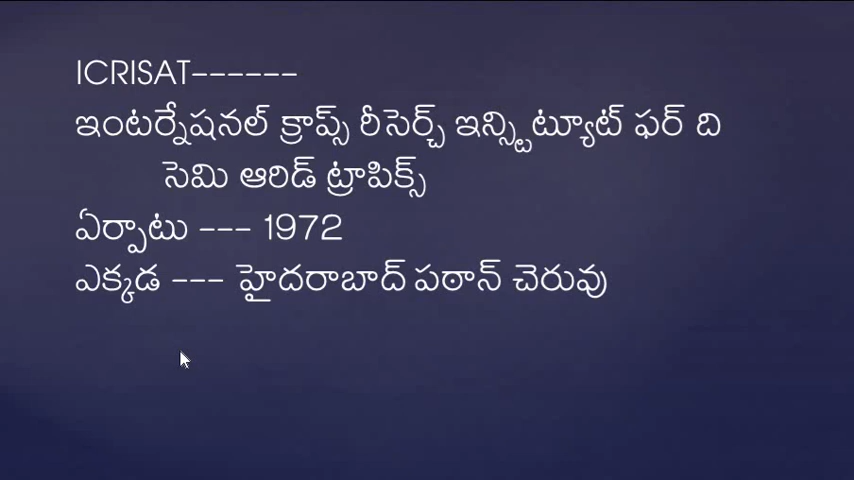 ICRISAT------
ఇంటర్నేషనల్ క్రాప్స్ రీసెర్చ్ ఇన్స్టిట్యూట్ ఫర్ ది
సెమి ఆరిడ్ ట్రాపిక్స్
ఏర్పాటు --- 1972
ఎక్కడ --- హైదరాబాద్ పఠాన్ చెరువు